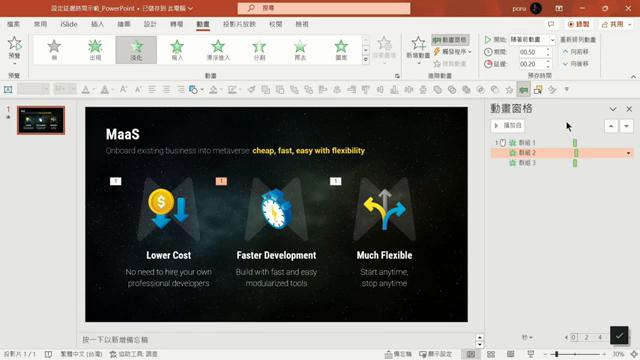 設定延遲時間示範_PowerPoint • 已儲存到 此電腦
搜尋
poru
檔案 常用 iSlide 插入 繪圖 設計 轉場 動畫 投影片放映 校閱 檢視
錄製 共用
預覽
無 出現 淡化 飛入 漂浮進入 分割 擦去 圖案
效果選項
新增動畫
動畫窗格
觸發程序
複製動畫
開始: 隨著前動畫
期間: 00.50
延遲: 00.20
重新排列動畫
向前移
向後移
預覽 動畫 進階動畫 預存時間
1
MaaS
Onboard existing business into metaverse: cheap, fast, easy with flexibility
1 1 1
Lower Cost
No need to hire your own
professional developers
Faster Development
Build with fast and easy
modularized tools
Much Flexible
Start anytime,
stop anytime
動畫窗格
播放自
1 群組 1
群組 2
群組 3
秒 0 2 4
按一下以新增備忘稿
投影片 1 / 1 繁體中文 (台灣) 協助工具: 調查
備忘稿 顯示設定 30%